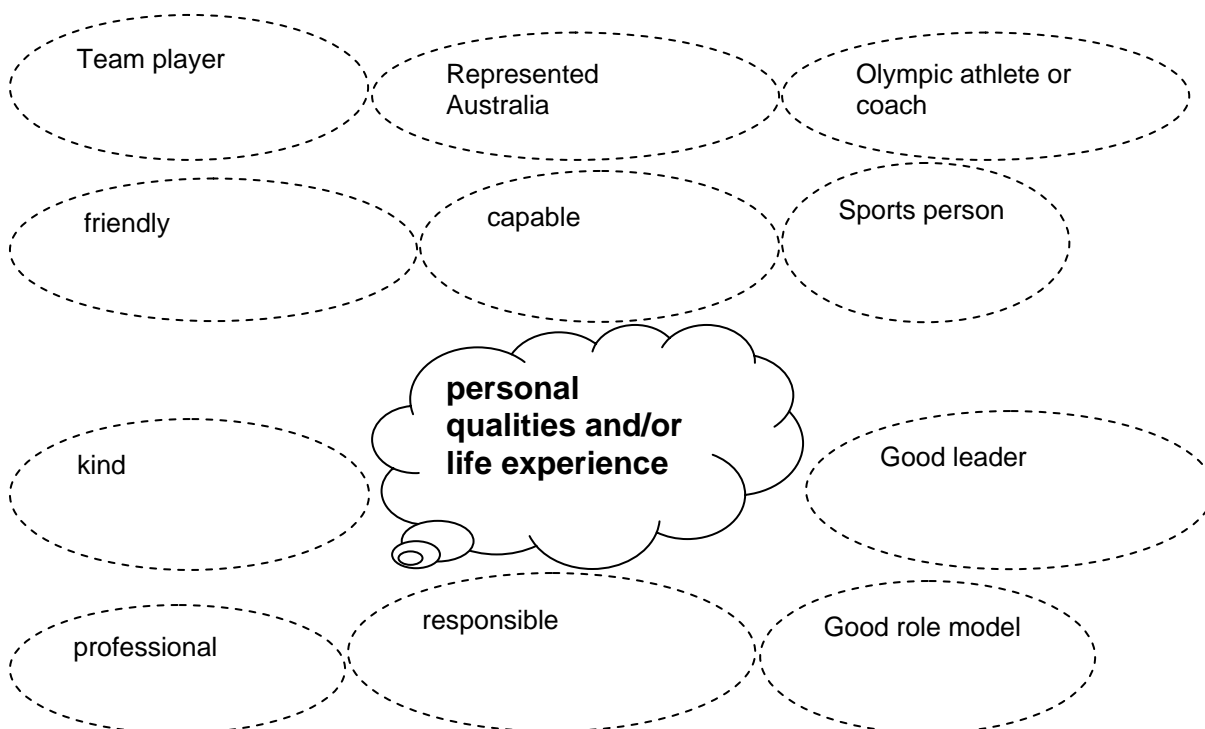 Team player
Represented
Australia
Olympic athlete or
coach
friendly
capable
Sports person
personal
qualities and/or
life experience
kind
Good leader
professional
responsible
Good role model